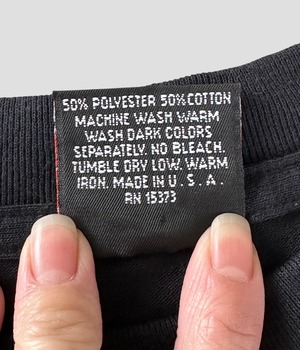 50% POLYESTER 50% COTTON
MACHINE WASH WARM
WASH DARK COLORS
SEPARATELY. NO BLEACH.
TUMBLE DRY LOW. WARM
IRON. MADE IN U.S.A.
RN 15373